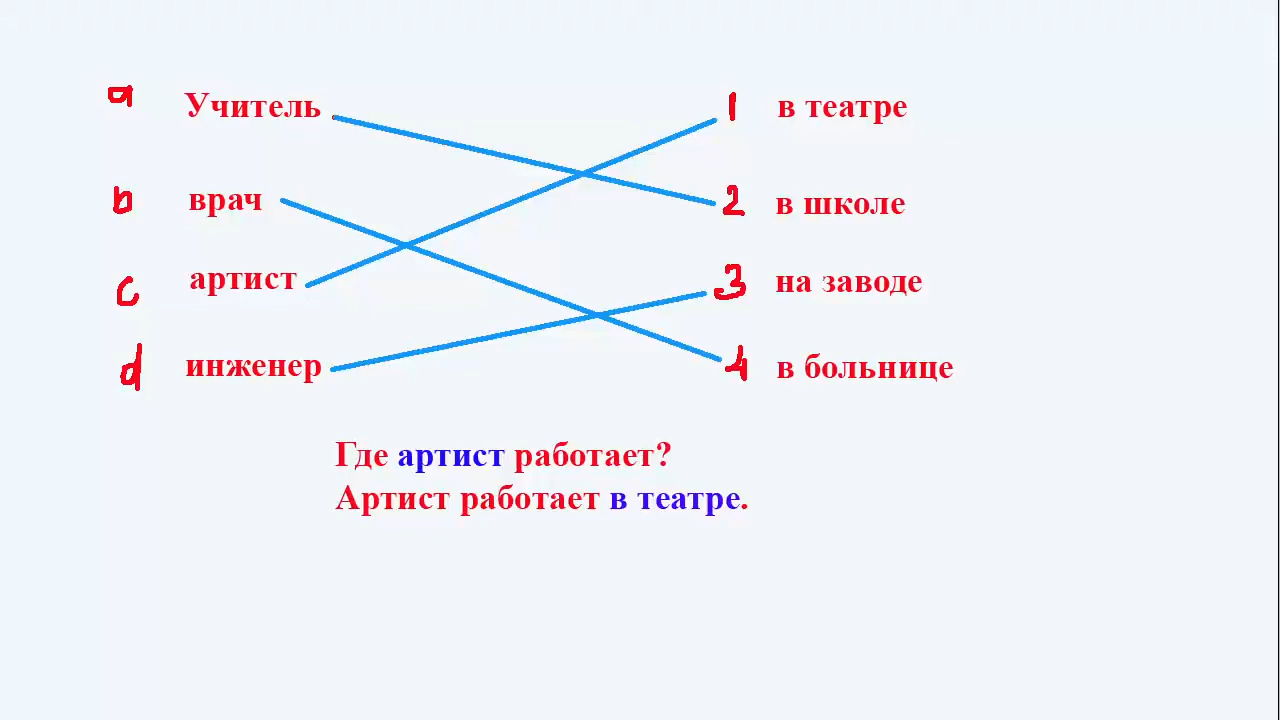 a Учитель 1 в театре
b врач 2 в школе
c артист 3 на заводе
d инженер 4 в больнице
Где артист работает?
Артист работает в театре.